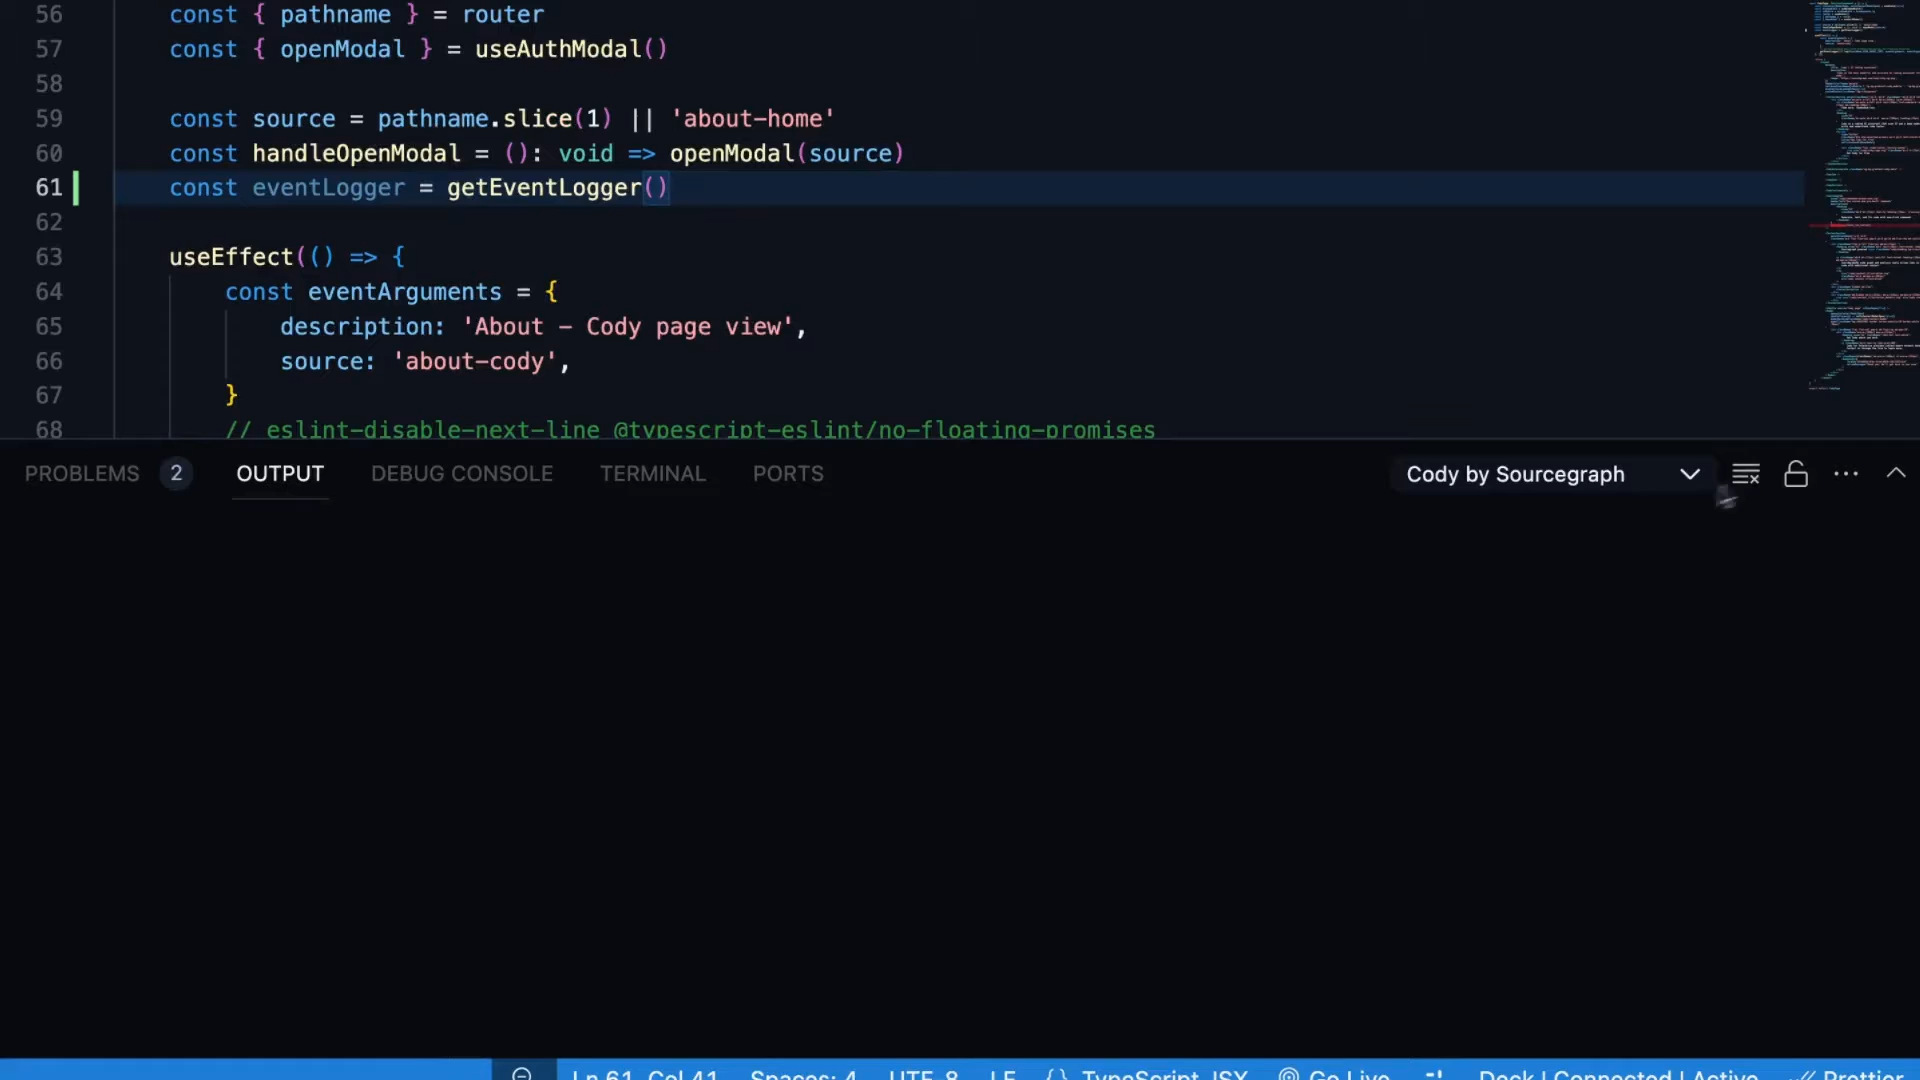 56 const { pathname } = router
57 const { openModal } = useAuthModal()
58
59 const source = pathname.slice(1) || 'about-home'
60 const handleOpenModal = (): void => openModal(source)
61 const eventLogger = getEventLogger()
62
63 useEffect(() => {
64 const eventArguments = {
65 description: 'About – Cody page view',
66 source: 'about-cody',
67 }
68 // eslint-disable-next-line @typescript-eslint/no-floating-promises
PROBLEMS 2 OUTPUT DEBUG CONSOLE TERMINAL PORTS Cody by Sourcegraph
Ln 61, Col 41 Spaces: 4 UTF-8 LF {} TypeScript JSX Go Live Deck | Connected | Active Prettier